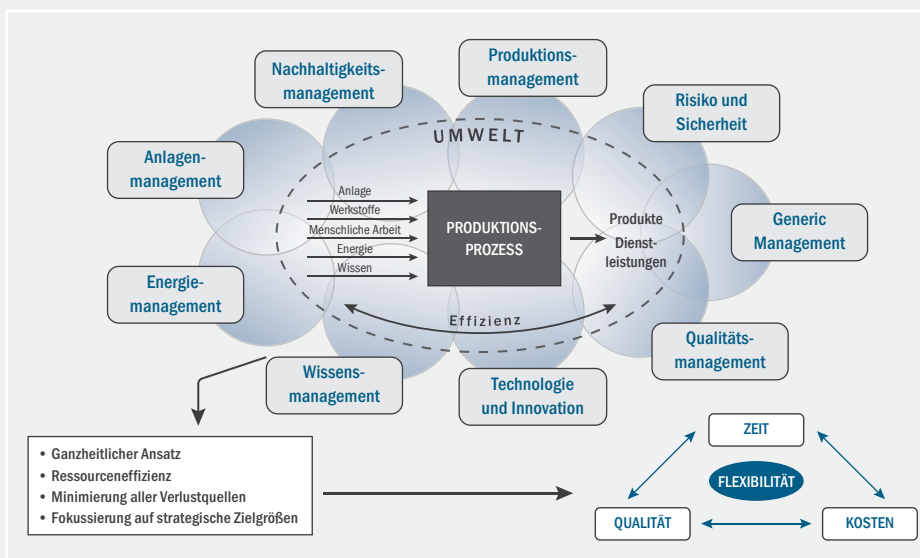 Nachhaltigkeits-
management
Produktions-
management
Risiko und
Sicherheit
Anlagen-
management
UMWELT
Anlage
Werkstoffe
Menschliche Arbeit
Energie
Wissen
PRODUKTIONS-
PROZESS
Produkte
Dienst-
leistungen
Generic
Management
Energie-
management
Effizienz
Qualitäts-
management
Wissens-
management
Technologie
und Innovation
• Ganzheitlicher Ansatz
• Ressourceneffizienz
• Minimierung aller Verlustquellen
• Fokussierung auf strategische Zielgrößen
ZEIT
FLEXIBILITÄT
QUALITÄT
KOSTEN